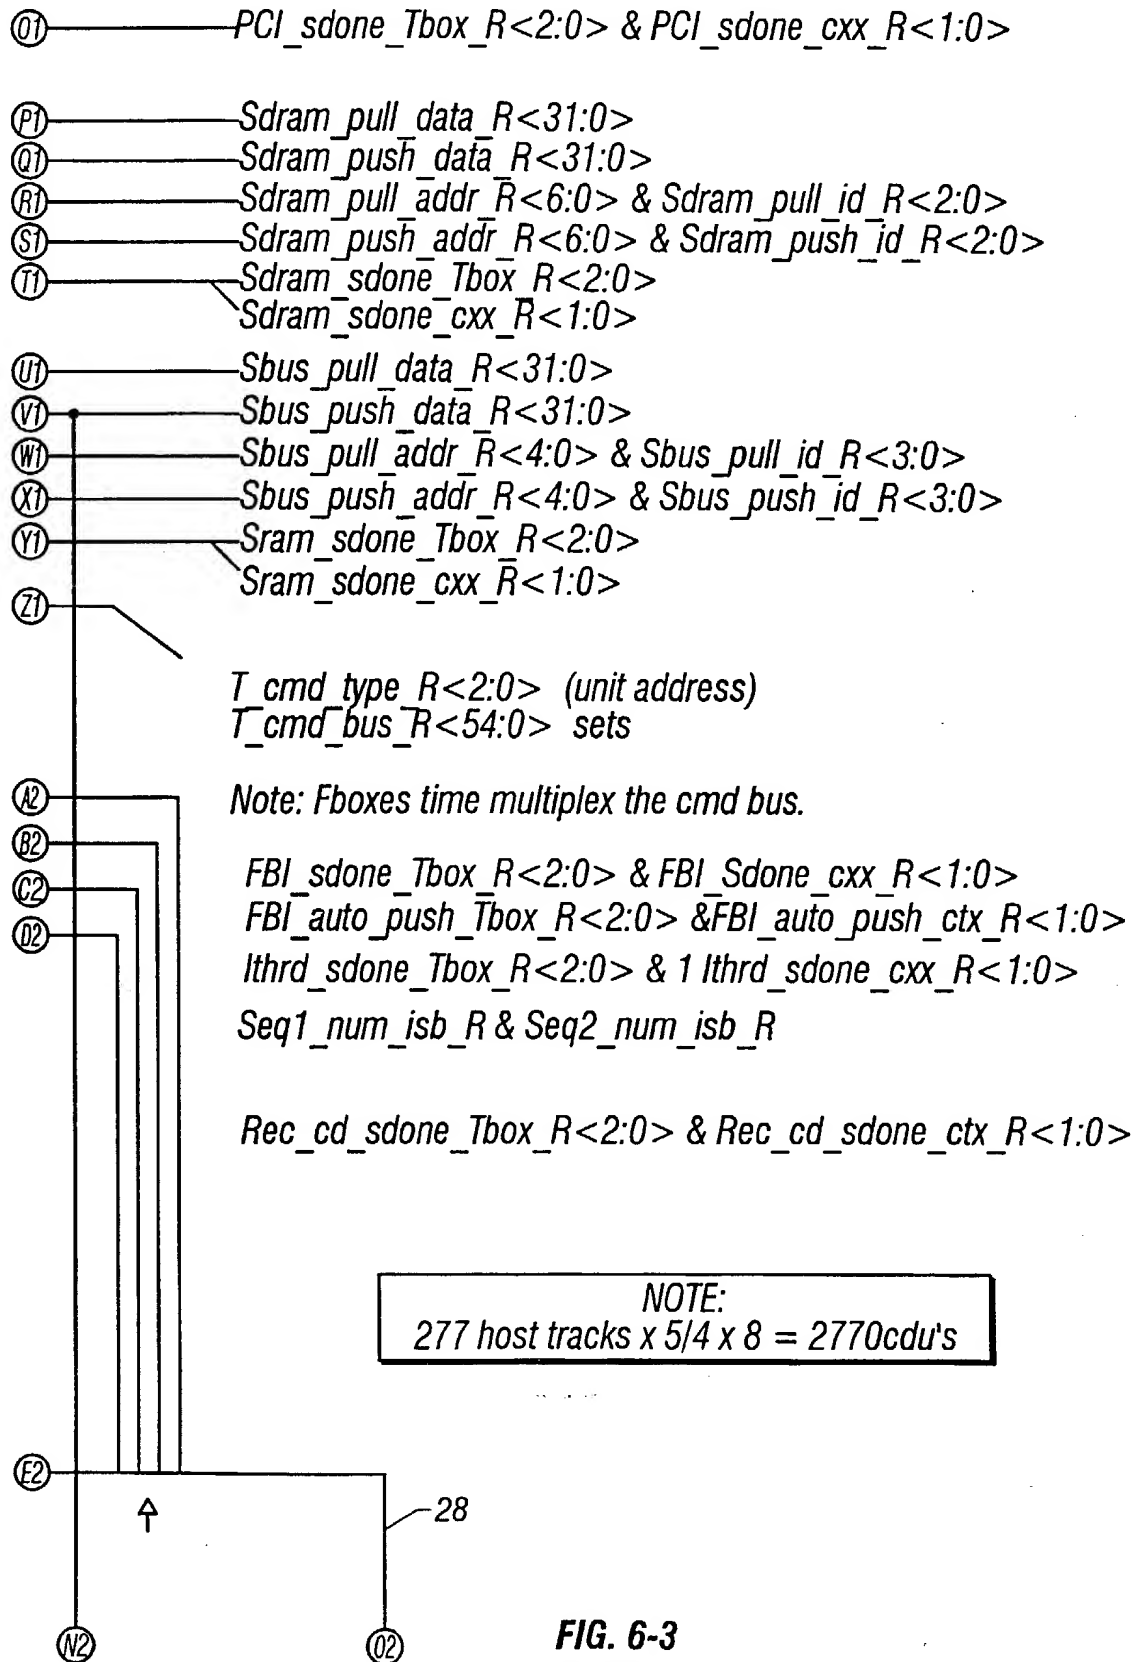 O1 PCI_sdone_Tbox_R<2:0> & PCI_sdone_cxx_R<1:0>
P1 Sdram_pull_data_R<31:0>
Q1 Sdram_push_data_R<31:0>
R1 Sdram_pull_addr_R<6:0> & Sdram_pull_id_R<2:0>
S1 Sdram_push_addr_R<6:0> & Sdram_push_id_R<2:0>
T1 Sdram_sdone_Tbox_R<2:0>
Sdram_sdone_cxx_R<1:0>
U1 Sbus_pull_data_R<31:0>
V1 Sbus_push_data_R<31:0>
W1 Sbus_pull_addr_R<4:0> & Sbus_pull_id_R<3:0>
X1 Sbus_push_addr_R<4:0> & Sbus_push_id_R<3:0>
Y1 Sram_sdone_Tbox_R<2:0>
Sram_sdone_cxx_R<1:0>
Z1
T_cmd_type_R<2:0> (unit address)
T_cmd_bus_R<54:0> sets
A2 Note: Fboxes time multiplex the cmd bus.
B2
FBI_sdone_Tbox_R<2:0> & FBI_Sdone_cxx_R<1:0>
C2
FBI_auto_push_Tbox_R<2:0> &FBI_auto_push_ctx_R<1:0>
D2
Ithrd_sdone_Tbox_R<2:0> & 1 Ithrd_sdone_cxx_R<1:0>
Seq1_num_isb_R & Seq2_num_isb_R
Rec_cd_sdone_Tbox_R<2:0> & Rec_cd_sdone_ctx_R<1:0>
NOTE:
277 host tracks x 5/4 x 8 = 2770cdu's
E2
28
N2 O2 FIG. 6-3